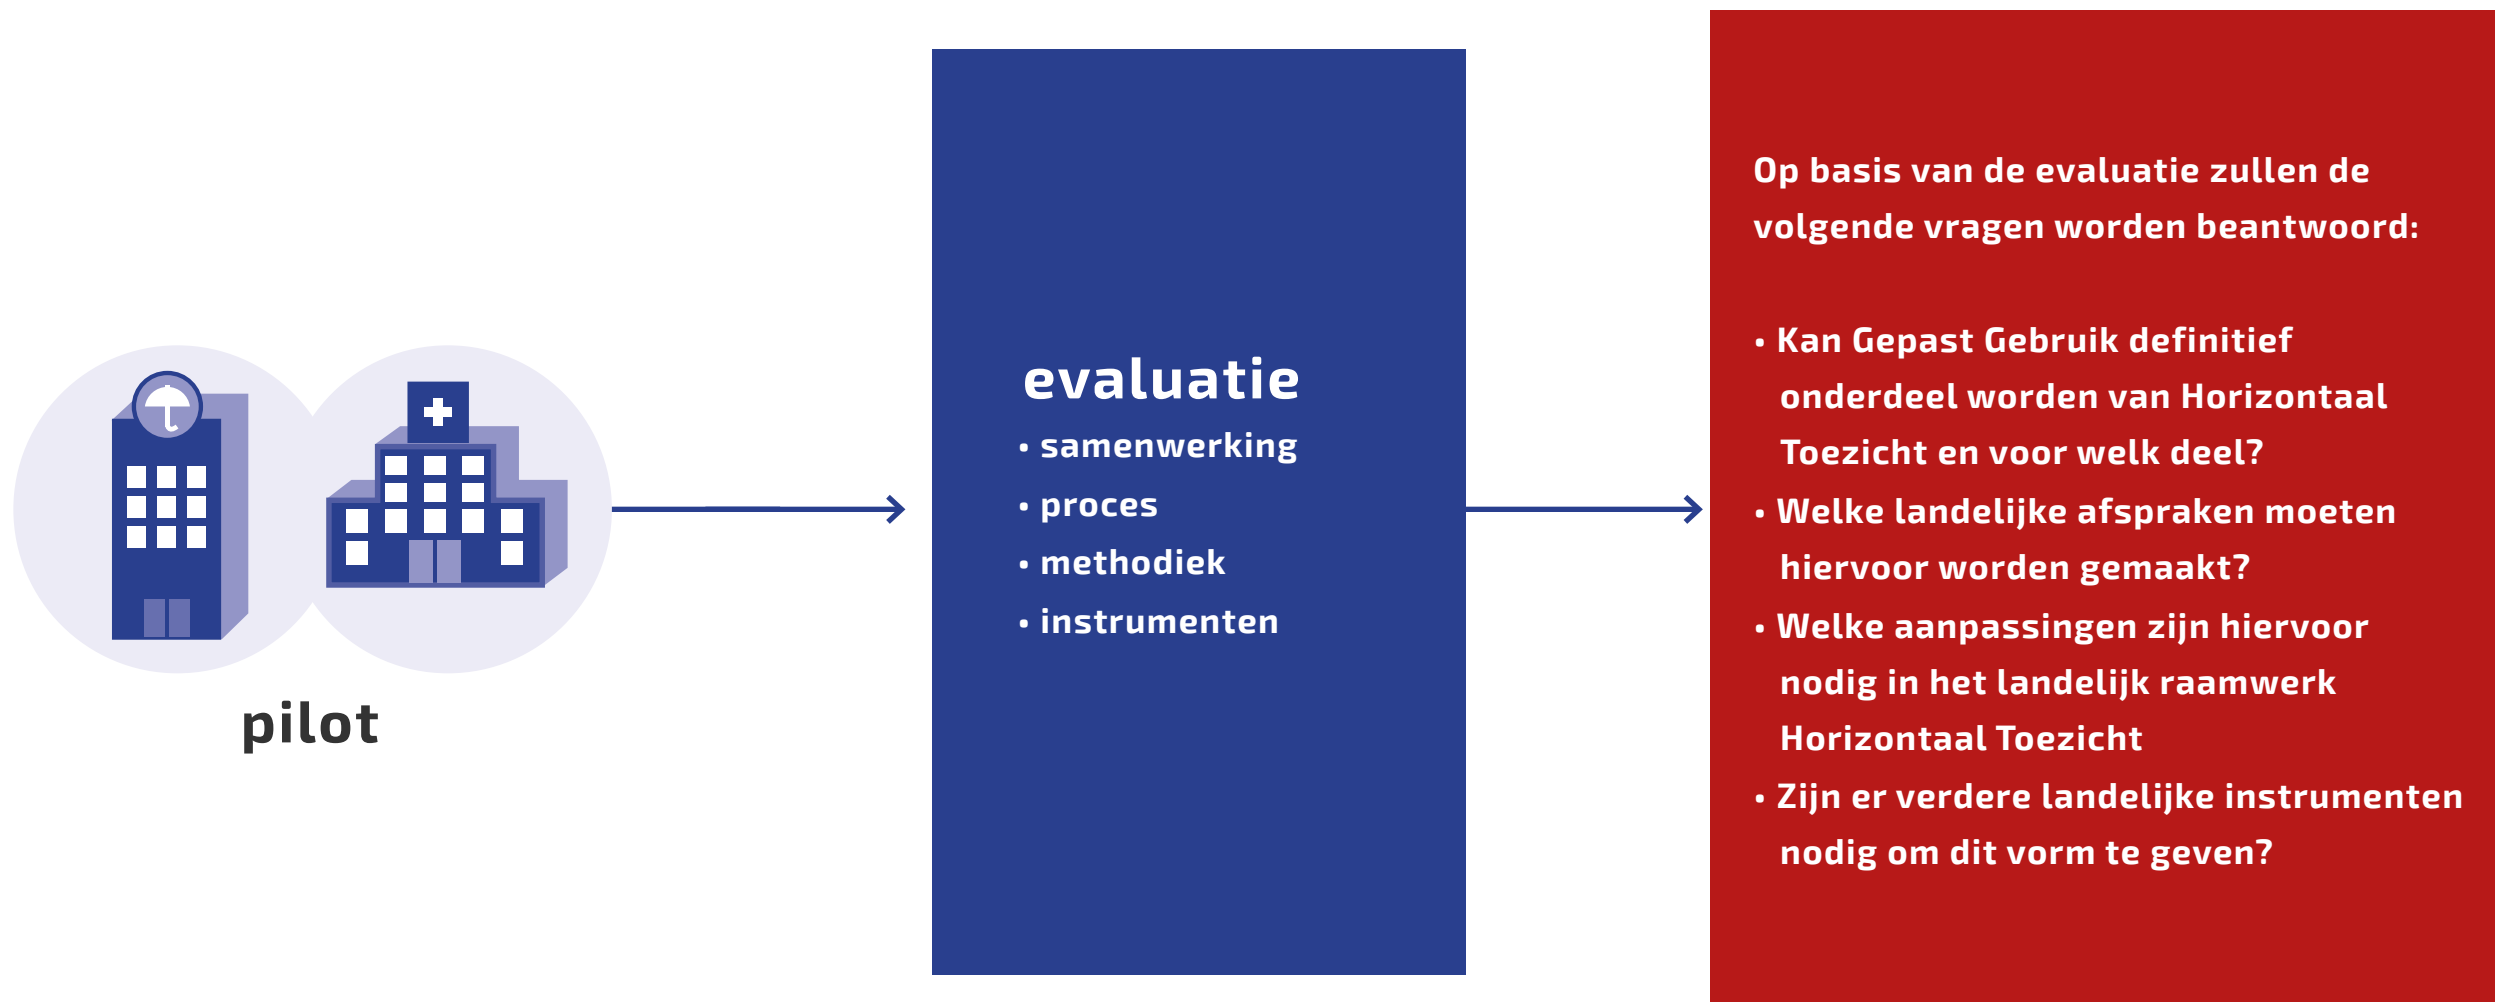 pilot
evaluatie
• samenwerking
• proces
• methodiek
• instrumenten
Op basis van de evaluatie zullen de
volgende vragen worden beantwoord:
• Kan Gepast Gebruik definitief
onderdeel worden van Horizontaal
Toezicht en voor welk deel?
• Welke landelijke afspraken moeten
hiervoor worden gemaakt?
• Welke aanpassingen zijn hiervoor
nodig in het landelijk raamwerk
Horizontaal Toezicht
• Zijn er verdere landelijke instrumenten
nodig om dit vorm te geven?